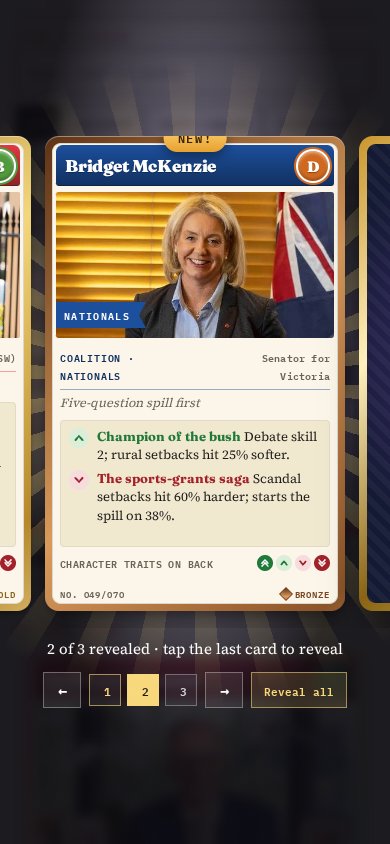 NEW!
Bridget McKenzie
D
NATIONALS
SW)
COALITION ·
NATIONALS
Senator for
Victoria
Five-question spill first
Champion of the bush Debate skill
2; rural setbacks hit 25% softer.
The sports-grants saga Scandal
setbacks hit 60% harder; starts the
spill on 38%.
CHARACTER TRAITS ON BACK
OLD
NO. 049/070
BRONZE
2 of 3 revealed · tap the last card to reveal
← 1 2 3 → Reveal all